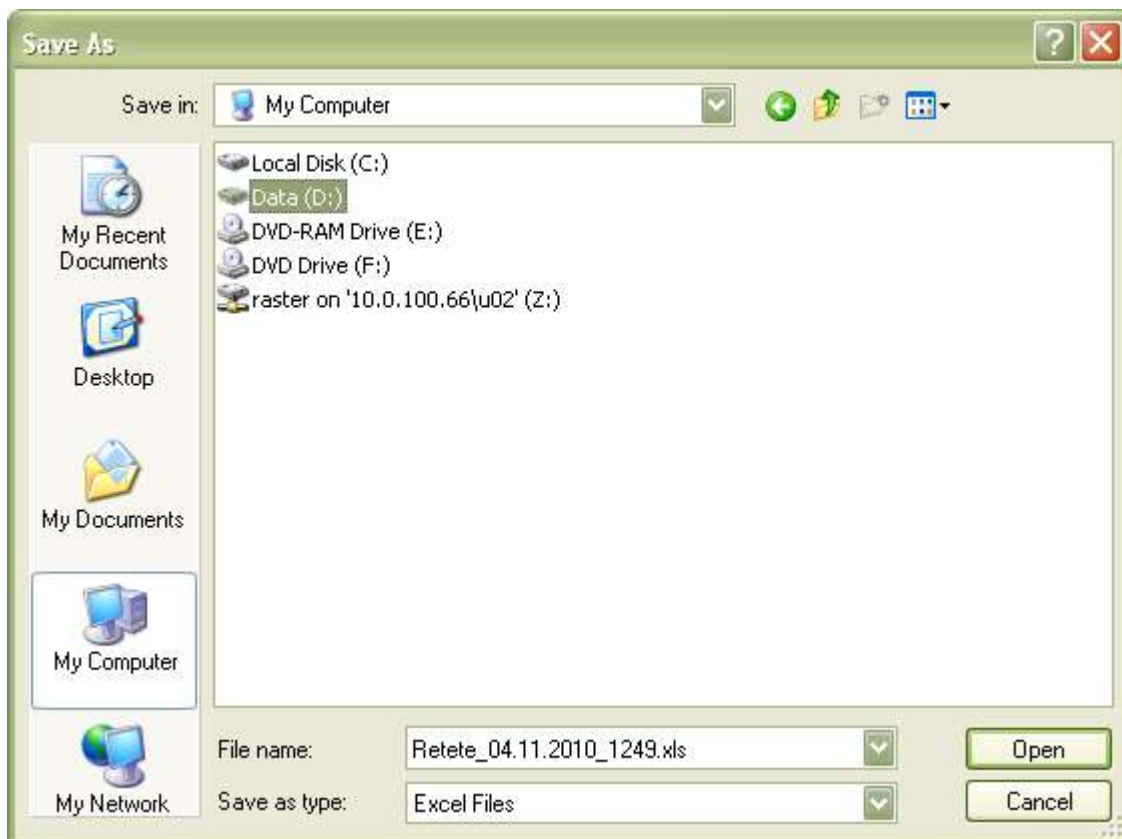 Save As
Save in:
My Computer
My Recent
Documents
Desktop
My Documents
My Computer
My Network
Local Disk (C:)
Data (D:)
DVD-RAM Drive (E:)
DVD Drive (F:)
raster on '10.0.100.66\u02' (Z:)
File name:
Retete_04.11.2010_1249.xls
Open
Save as type:
Excel Files
Cancel